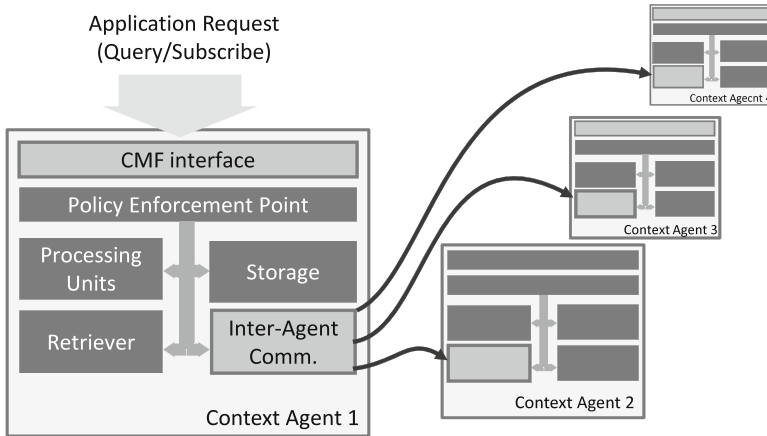 Application Request
(Query/Subscribe)
CMF interface
Policy Enforcement Point
Processing
Units
Storage
Retriever
Inter-Agent
Comm.
Context Agent 1
Context Agent 2
Context Agent 3
Context Agecnt 4